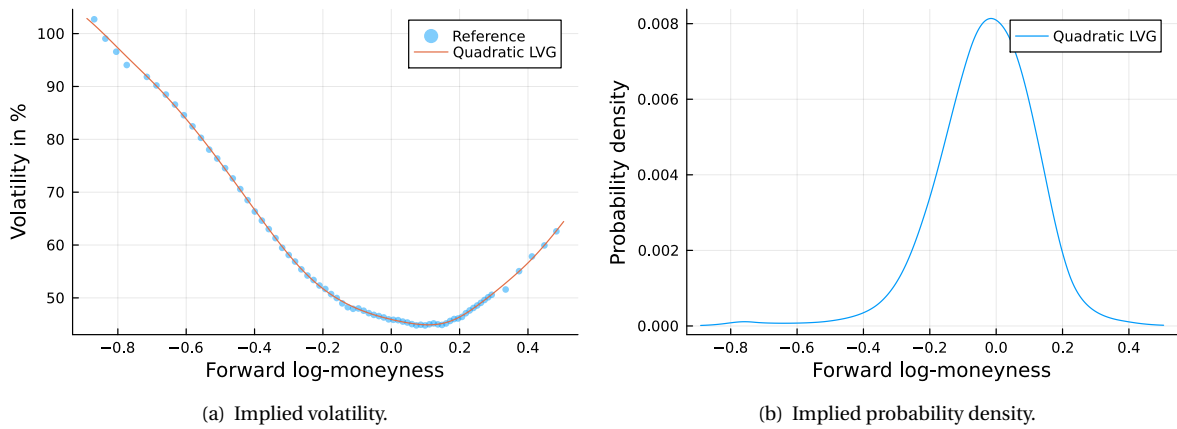 Volatility in %
100
90
80
70
60
50
−0.8
−0.6
−0.4
−0.2
0.0
0.2
0.4
Forward log-moneyness
Reference
Quadratic LVG
(a) Implied volatility.
Probability density
0.008
0.006
0.004
0.002
0.000
−0.8
−0.6
−0.4
−0.2
0.0
0.2
0.4
Forward log-moneyness
Quadratic LVG
(b) Implied probability density.